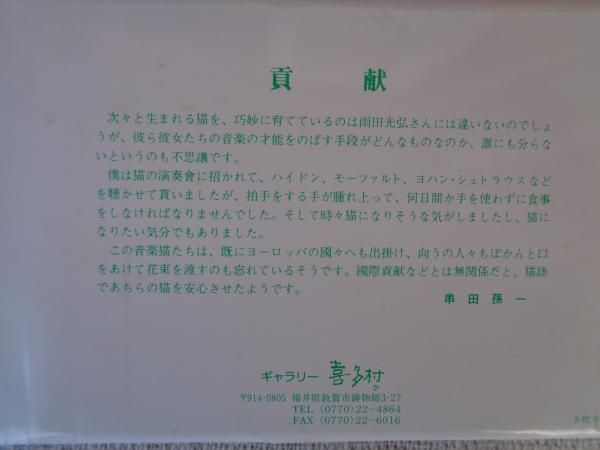 貢献
次々と生まれる猫を、巧妙に育てているのは雨田光弘さんには違いないのでしょ
うが、彼ら彼女たちの音楽の才能をのばす手段がどんなものなのか、誰にも分らな
いというのも不思議です。
僕は猫の演奏會に招かれて、ハイドン、モーツァルト、ヨハン・シュトラウスなど
を聴かせて貰いましたが、拍手をする手が腫れ上って、何日間か手を使わずに食事
をしなければなりませんでした。そして時々猫になりそうな気がしましたし、猫に
なりたい気分でもありました。
この音楽猫たちは、既にヨーロッパの國々へも出掛け、向うの人々もぽかんと口
をあけて花束を渡すのも忘れているそうです。國際貢献などとは無関係だと、猫語
であちらの猫を安心させたようです。
串田孫一
ギャラリー 喜多村
〒914-0805 福井県敦賀市鋳物師3-27
TEL (0770)22-4864
FAX (0770)22-6016
8枚